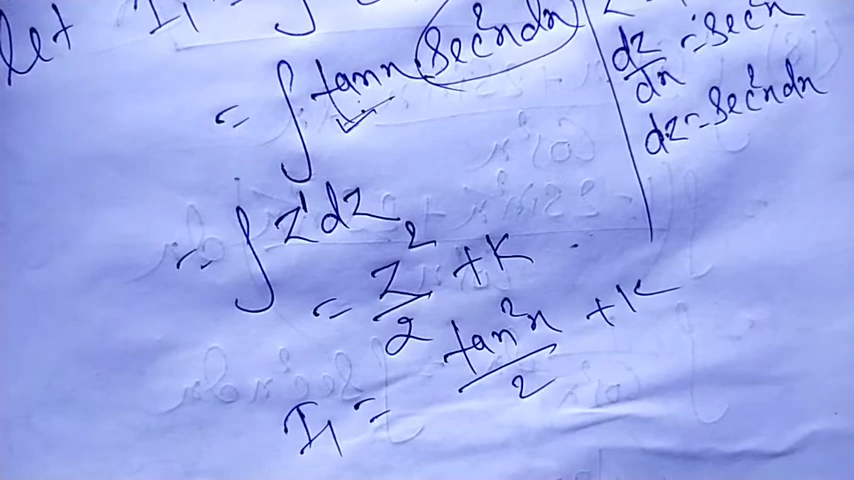 let I₁ = ∫
= ∫ tanx sec²x dx
dz/dx = sec²x
dz = sec²x dx
= ∫ z¹ dz
= z²/2 + K
I₁ = tan²x/2 + K